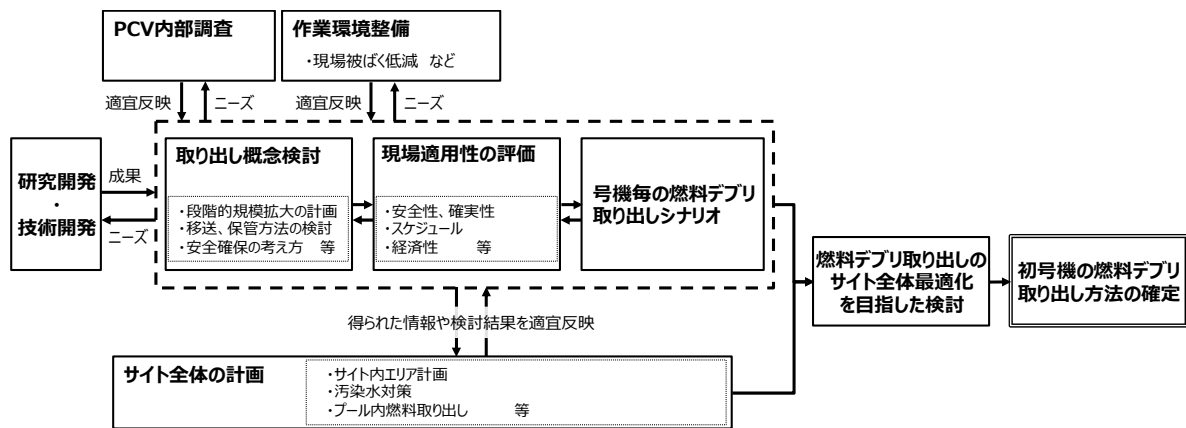 PCV内部調査
作業環境整備
・現場被ばく低減 など
適宜反映
ニーズ
適宜反映
ニーズ
研究開発
・
技術開発
成果
ニーズ
取り出し概念検討
・段階的規模拡大の計画
・移送、保管方法の検討
・安全確保の考え方 等
現場適用性の評価
・安全性、確実性
・スケジュール
・経済性 等
号機毎の燃料デブリ
取り出しシナリオ
燃料デブリ取り出しの
サイト全体最適化
を目指した検討
初号機の燃料デブリ
取り出し方法の確定
得られた情報や検討結果を適宜反映
サイト全体の計画
・サイト内エリア計画
・汚染水対策
・プール内燃料取り出し 等